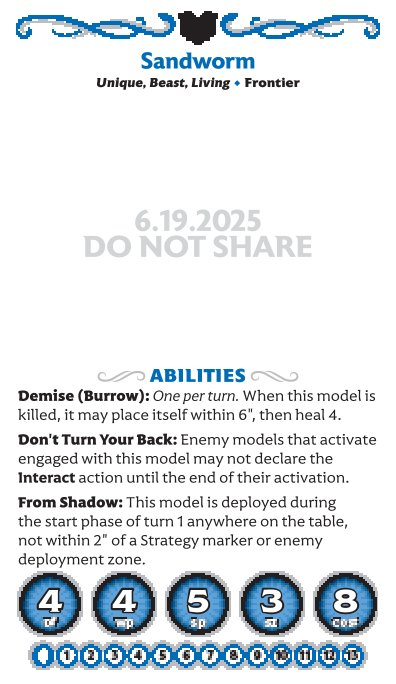 Sandworm
Unique, Beast, Living ♦ Frontier
6.19.2025
DO NOT SHARE
ABILITIES
Demise (Burrow): One per turn. When this model is
killed, it may place itself within 6", then heal 4.
Don't Turn Your Back: Enemy models that activate
engaged with this model may not declare the
Interact action until the end of their activation.
From Shadow: This model is deployed during
the start phase of turn 1 anywhere on the table,
not within 2" of a Strategy marker or enemy
deployment zone.
4 4 5 3 8
df wp sp sz cost
1 2 3 4 5 6 7 8 9 10 11 12 13